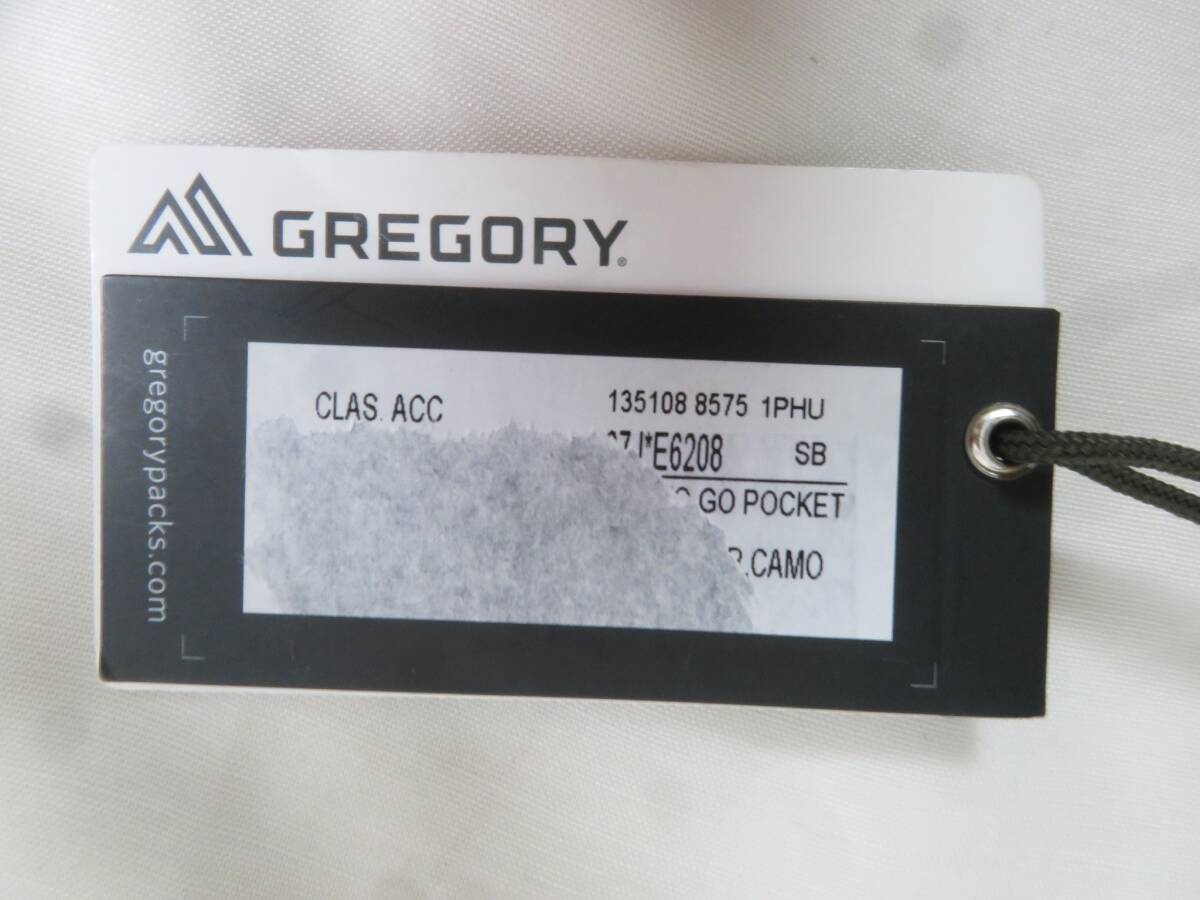 GREGORY®
gregorypacks.com
CLAS. ACC
135108 8575 1PHU
E6208 SB
GO POCKET
CAMO